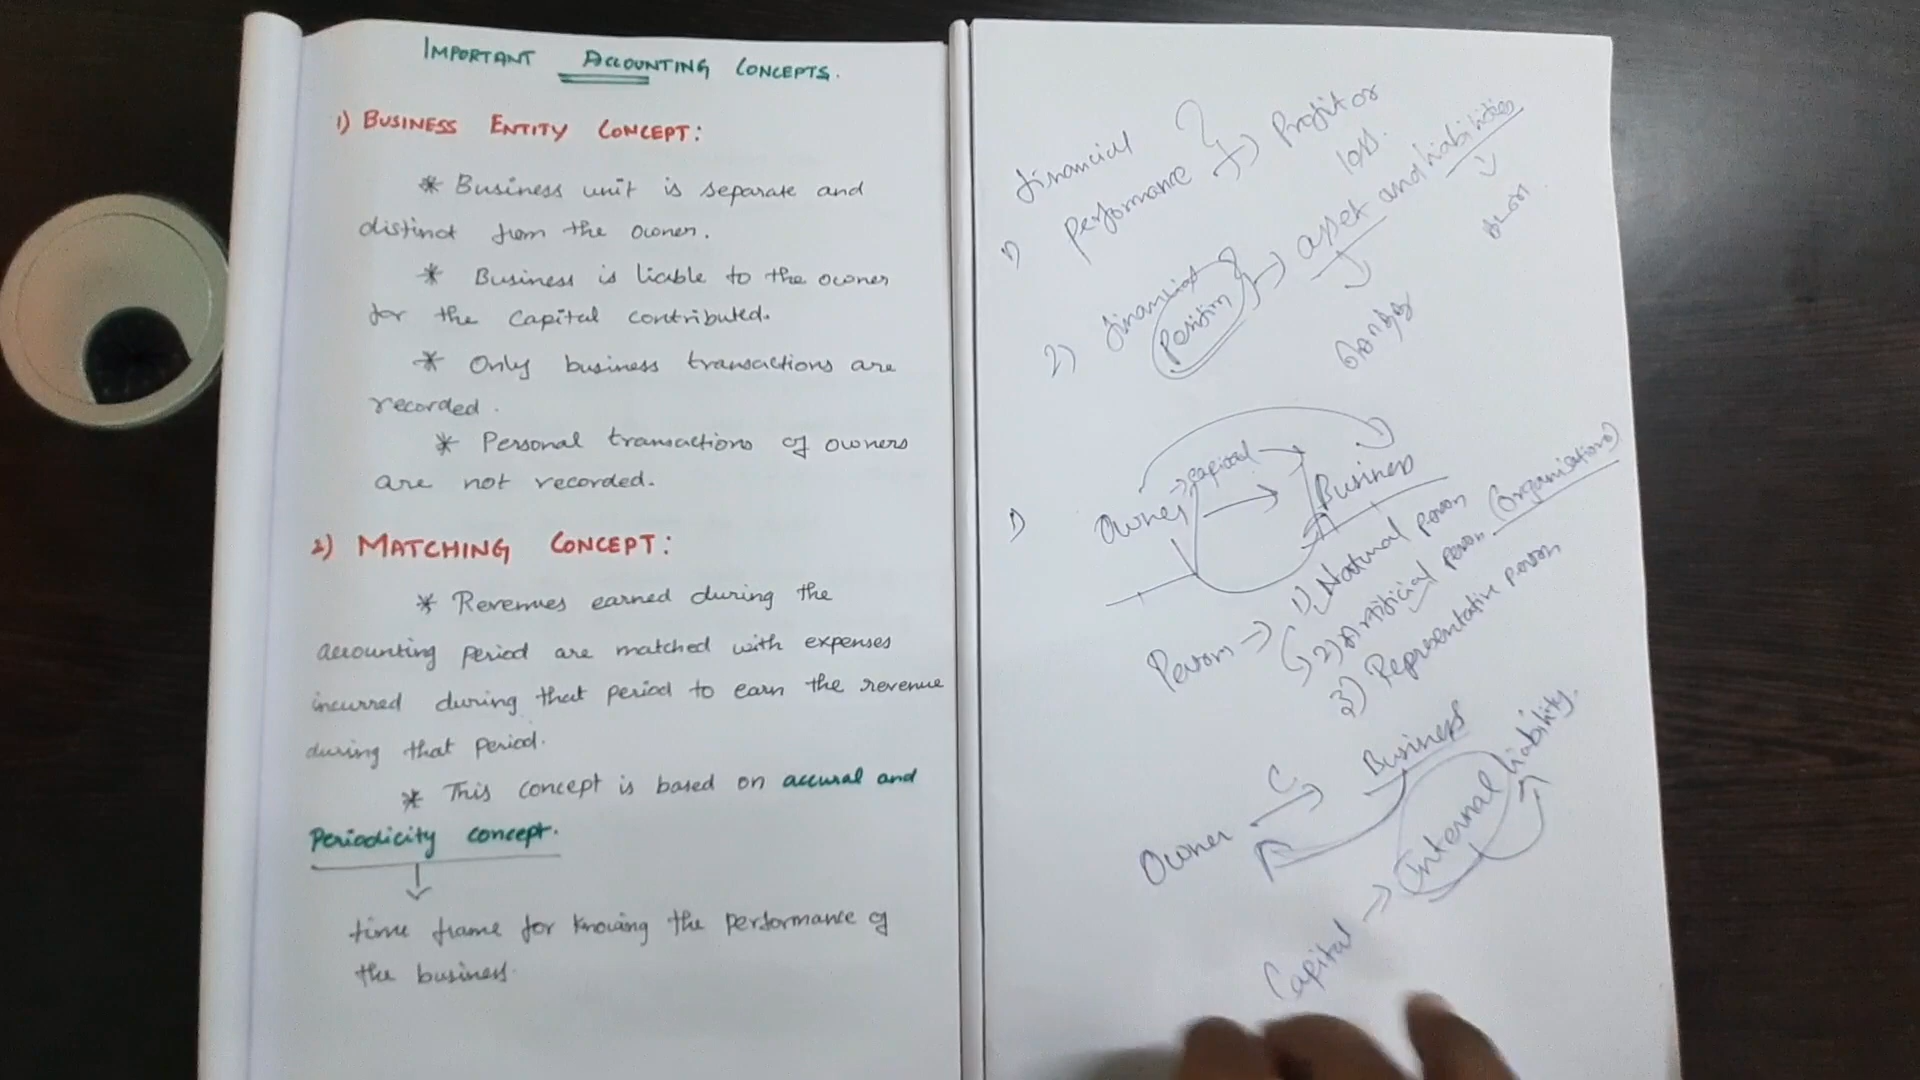 IMPORTANT ACCOUNTING CONCEPTS.
1) BUSINESS ENTITY CONCEPT:
* Business unit is separate and
distinct from the owner.
* Business is liable to the owner
for the capital contributed.
* Only business transactions are
recorded.
* Personal transactions of owners
are not recorded.
2) MATCHING CONCEPT:
* Revenues earned during the
accounting period are matched with expenses
incurred during that period to earn the revenue
during that period.
* This concept is based on accural and
Periodicity concept.
time frame for knowing the performance of
the business.
1) financial
performance } → Profit or
loss.
2) financial
Position } → asset and liabilities
1) Owner → capital → Business
Person → 1) Natural person
2) Artificial person (organisations)
3) Representative person
Owner C → Business
Capital → Internal liability.